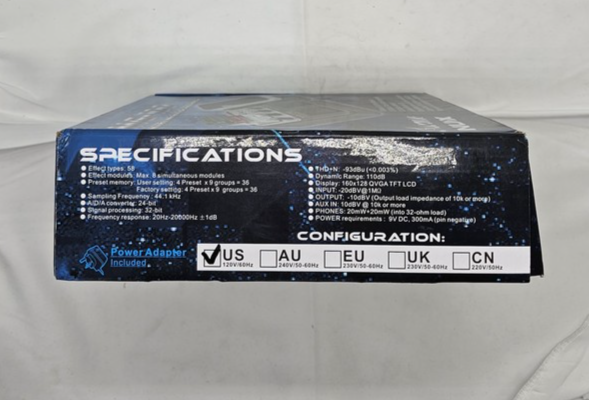 SPECIFICATIONS
Effect types: 58
Effect modules: Max. 8 simultaneous modules
Preset memory: User setting: 4 Preset x 9 groups = 36
Factory setting: 4 Preset x 9 groups = 36
Sampling Frequency: 44.1 kHz
A/D/A converter: 24-bit
Signal processing: 32-bit
Frequency response: 20Hz-20000Hz ±1dB
THD+N: -93dBu (<0.003%)
Dynamic Range: 110dB
Display: 160x128 QVGA TFT LCD
INPUT: -20dBV@1MΩ
OUTPUT: -10dBV (Output load impedance of 10k or more)
AUX IN: 10dBV @ 10k or more
PHONES: 20mW+20mW (into 32-ohm load)
POWER REQUIREMENTS: 9V DC, 300mA (pin negative)
CONFIGURATION:
Power Adapter
Included
US
120V/60Hz
AU
240V/50-60Hz
EU
230V/50-60Hz
UK
230V/50-60Hz
CN
220V/50Hz